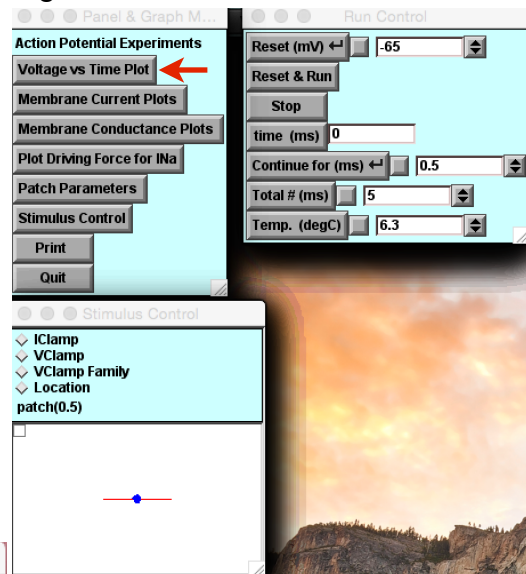 Panel & Graph M...
Action Potential Experiments
Voltage vs Time Plot
Membrane Current Plots
Membrane Conductance Plots
Plot Driving Force for INa
Patch Parameters
Stimulus Control
Print
Quit
Run Control
Reset (mV) -65
Reset & Run
Stop
time (ms) 0
Continue for (ms) 0.5
Total # (ms) 5
Temp. (degC) 6.3
Stimulus Control
IClamp
VClamp
VClamp Family
Location
patch(0.5)